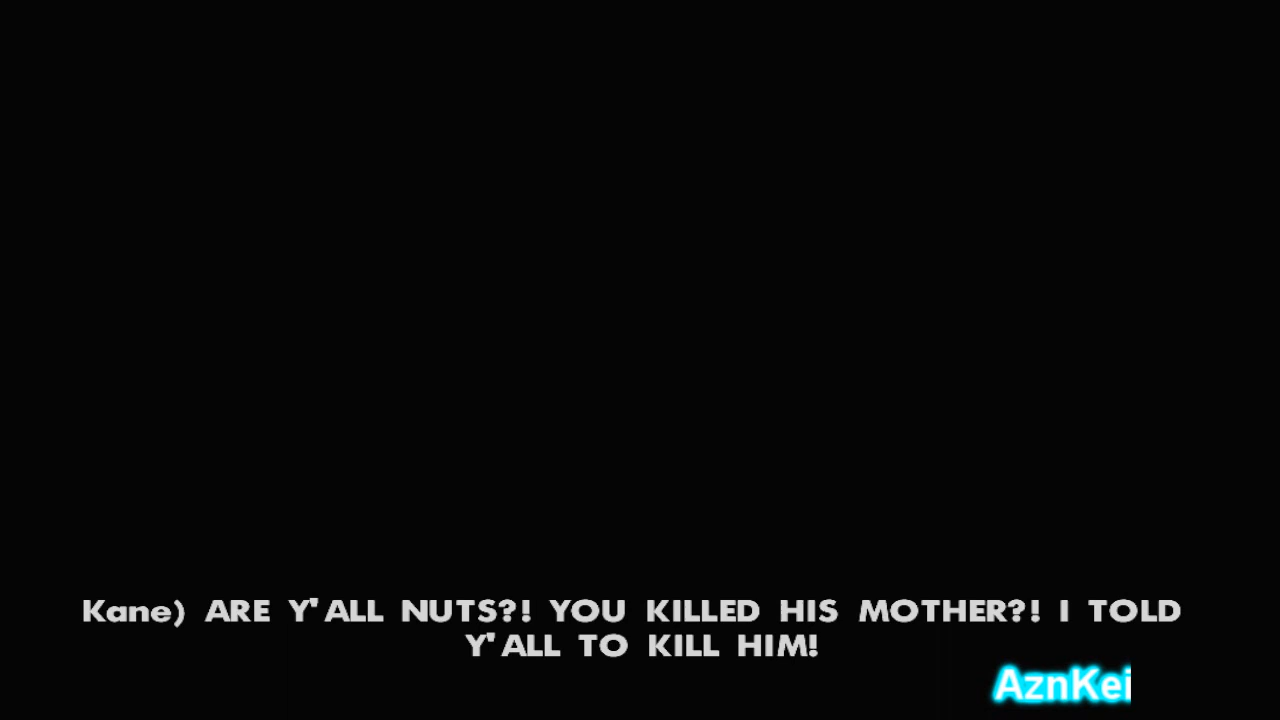 Kane) ARE Y'ALL NUTS?! YOU KILLED HIS MOTHER?! I TOLD
Y'ALL TO KILL HIM!
AznKei